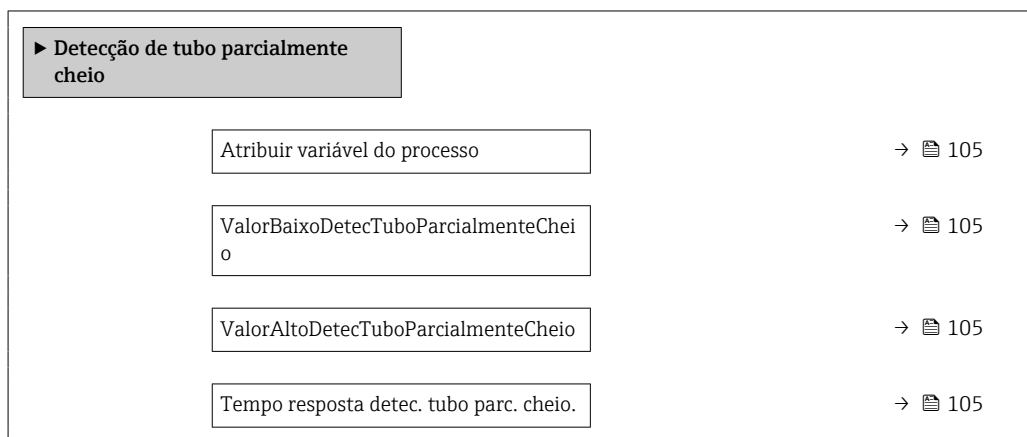 ▶ Detecção de tubo parcialmente
cheio
Atribuir variável do processo → 105
ValorBaixoDetecTuboParcialmenteChei
o → 105
ValorAltoDetecTuboParcialmenteCheio → 105
Tempo resposta detec. tubo parc. cheio. → 105